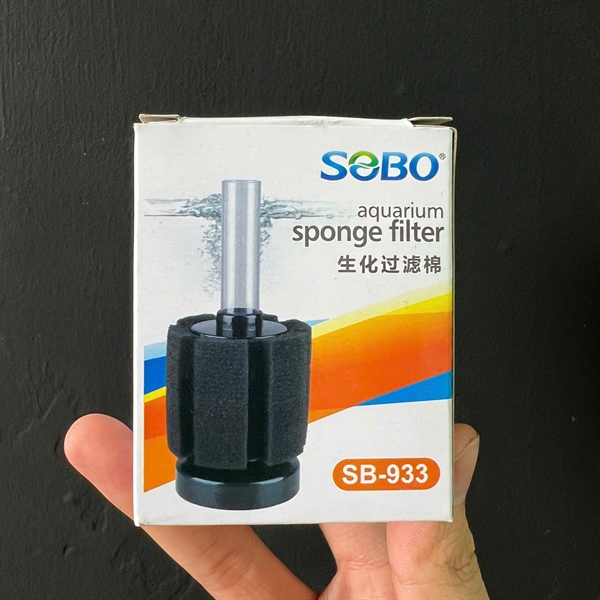 SOBO®
aquarium
sponge filter
生化过滤棉
SB-933